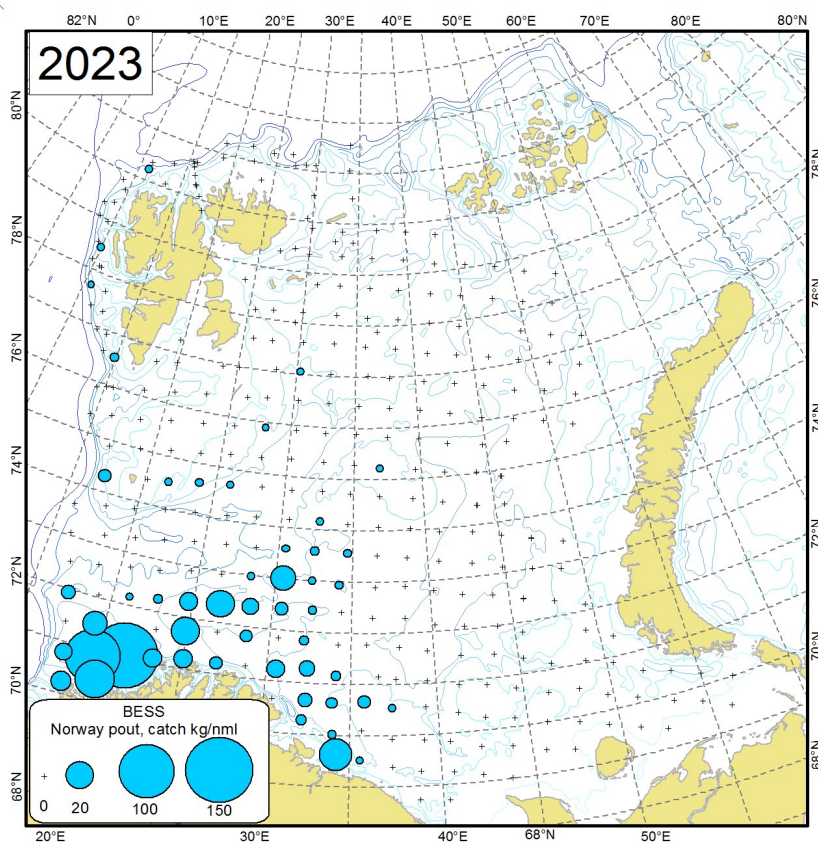 82°N 0° 10°E 20°E 30°E 40°E 50°E 60°E 70°E 80°E 80°N
2023
80°N
78°N
78°N
76°N
76°N
74°N
74°N
72°N
72°N
70°N
70°N
68°N
68°N
BESS
Norway pout, catch kg/nml
0 20 100 150
20°E 30°E 40°E 68°N 50°E